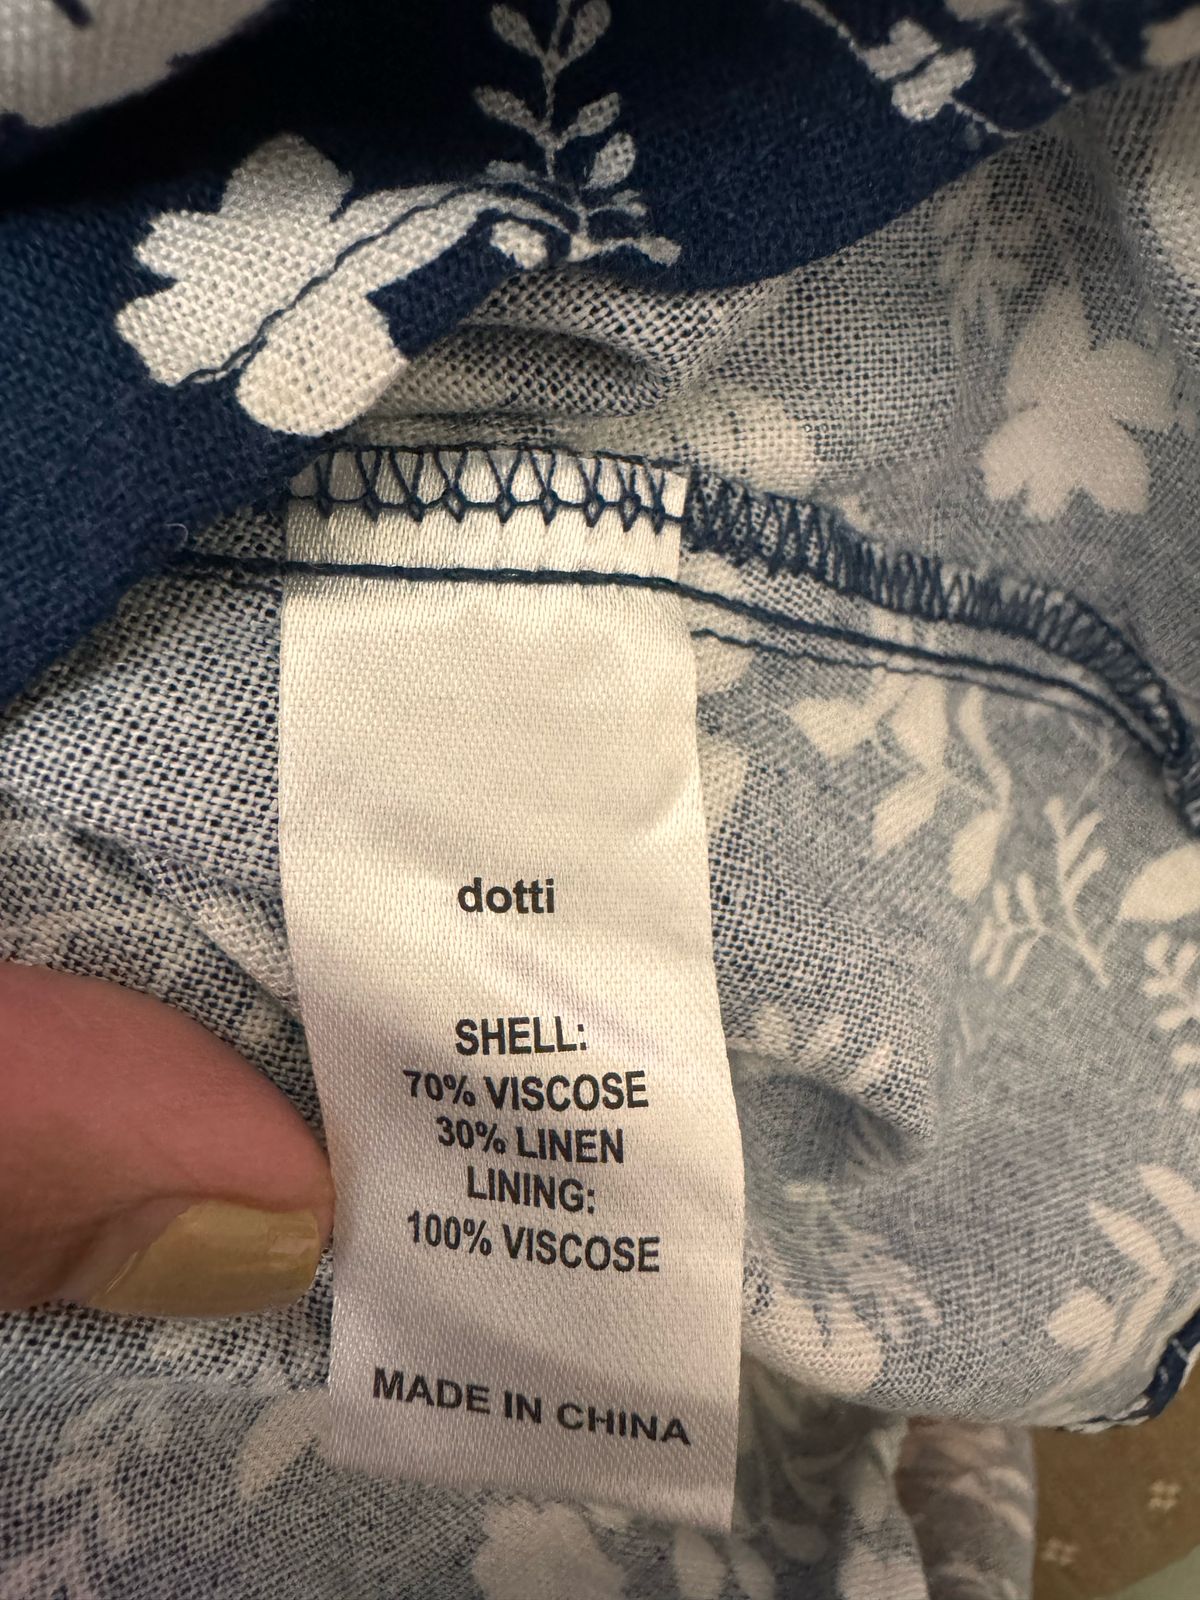 dotti
SHELL:
70% VISCOSE
30% LINEN
LINING:
100% VISCOSE
MADE IN CHINA